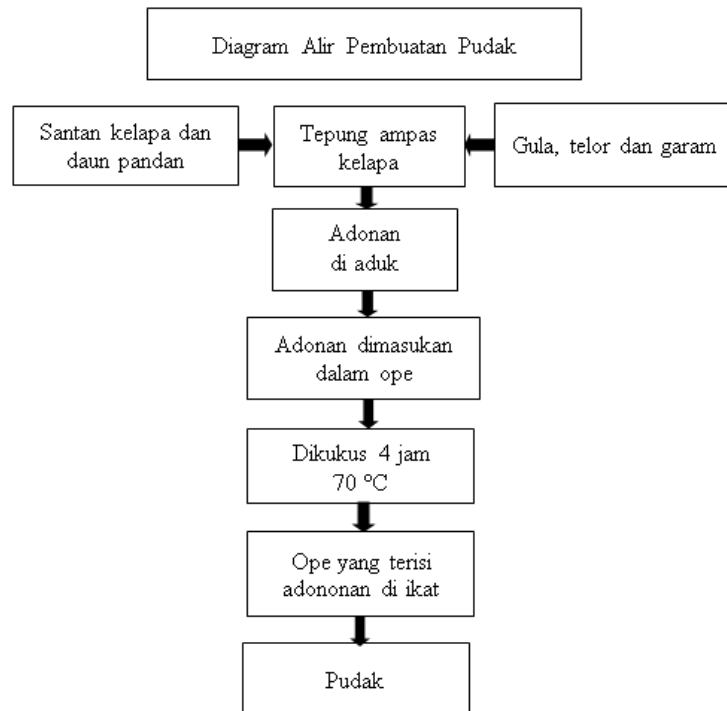 Diagram Alir Pembuatan Pudak
Santan kelapa dan
daun pandan
Tepung ampas
kelapa
Gula, telor dan garam
Adonan
di aduk
Adonan dimasukan
dalam ope
Dikukus 4 jam
70 °C
Ope yang terisi
adononan di ikat
Pudak